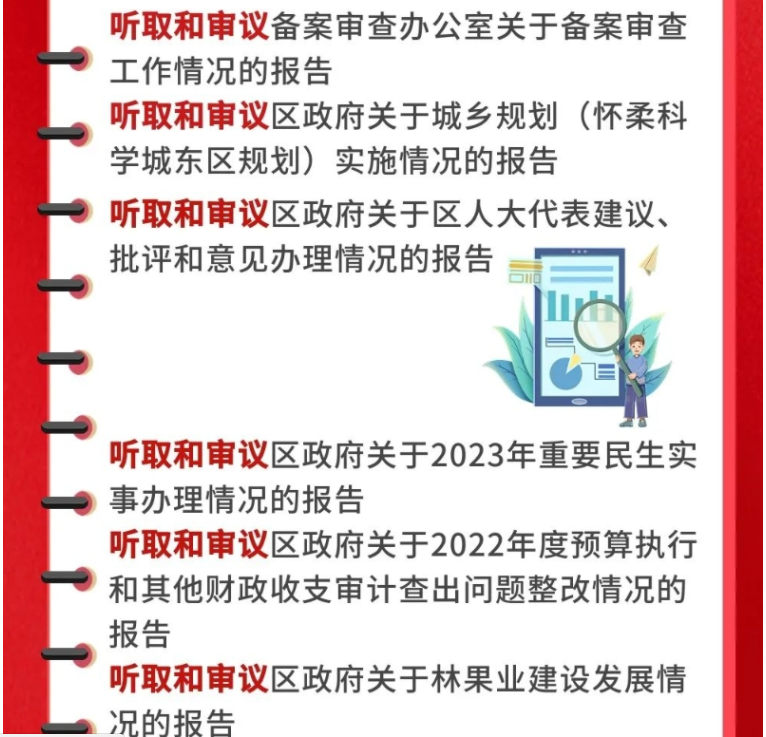 听取和审议备案审查办公室关于备案审查
工作情况的报告
听取和审议区政府关于城乡规划（怀柔科
学城东区规划）实施情况的报告
听取和审议区政府关于区人大代表建议、
批评和意见办理情况的报告
听取和审议区政府关于2023年重要民生实
事办理情况的报告
听取和审议区政府关于2022年度预算执行
和其他财政收支审计查出问题整改情况的
报告
听取和审议区政府关于林果业建设发展情
况的报告